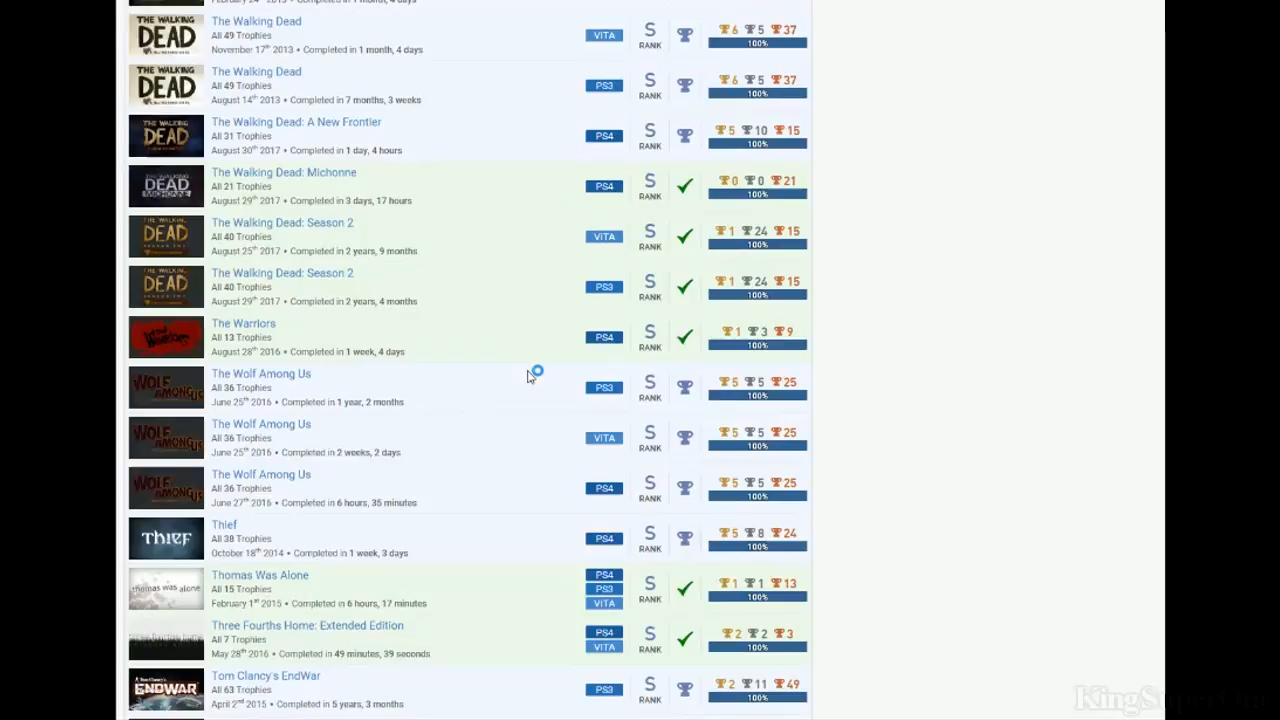 The Walking Dead
All 49 Trophies
November 17th 2013 • Completed in 1 month, 4 days
VITA
S
RANK
6 5 37
100%
The Walking Dead
All 49 Trophies
August 14th 2013 • Completed in 7 months, 3 weeks
PS3
S
RANK
6 5 37
100%
The Walking Dead: A New Frontier
All 31 Trophies
August 30th 2017 • Completed in 1 day, 4 hours
PS4
S
RANK
5 10 15
100%
The Walking Dead: Michonne
All 21 Trophies
August 29th 2017 • Completed in 3 days, 17 hours
PS4
S
RANK
0 0 21
100%
The Walking Dead: Season 2
All 40 Trophies
August 25th 2017 • Completed in 2 years, 9 months
VITA
S
RANK
1 24 15
100%
The Walking Dead: Season 2
All 40 Trophies
August 29th 2017 • Completed in 2 years, 4 months
PS3
S
RANK
1 24 15
100%
The Warriors
All 13 Trophies
August 28th 2016 • Completed in 1 week, 4 days
PS4
S
RANK
1 3 9
100%
The Wolf Among Us
All 36 Trophies
June 25th 2016 • Completed in 1 year, 2 months
PS3
S
RANK
5 5 25
100%
The Wolf Among Us
All 36 Trophies
June 25th 2016 • Completed in 2 weeks, 2 days
VITA
S
RANK
5 5 25
100%
The Wolf Among Us
All 36 Trophies
June 27th 2016 • Completed in 6 hours, 35 minutes
PS4
S
RANK
5 5 25
100%
THIEF
Thief
All 38 Trophies
October 18th 2014 • Completed in 1 week, 3 days
PS4
S
RANK
5 8 24
100%
thomas was alone
Thomas Was Alone
All 15 Trophies
February 1st 2015 • Completed in 6 hours, 17 minutes
PS4
PS3
VITA
S
RANK
1 1 13
100%
Three Fourths Home: Extended Edition
All 7 Trophies
May 28th 2016 • Completed in 49 minutes, 39 seconds
PS4
VITA
S
RANK
2 2 3
100%
ENDWAR
Tom Clancy's EndWar
All 63 Trophies
April 2nd 2015 • Completed in 5 years, 3 months
PS3
S
RANK
2 11 49
100%